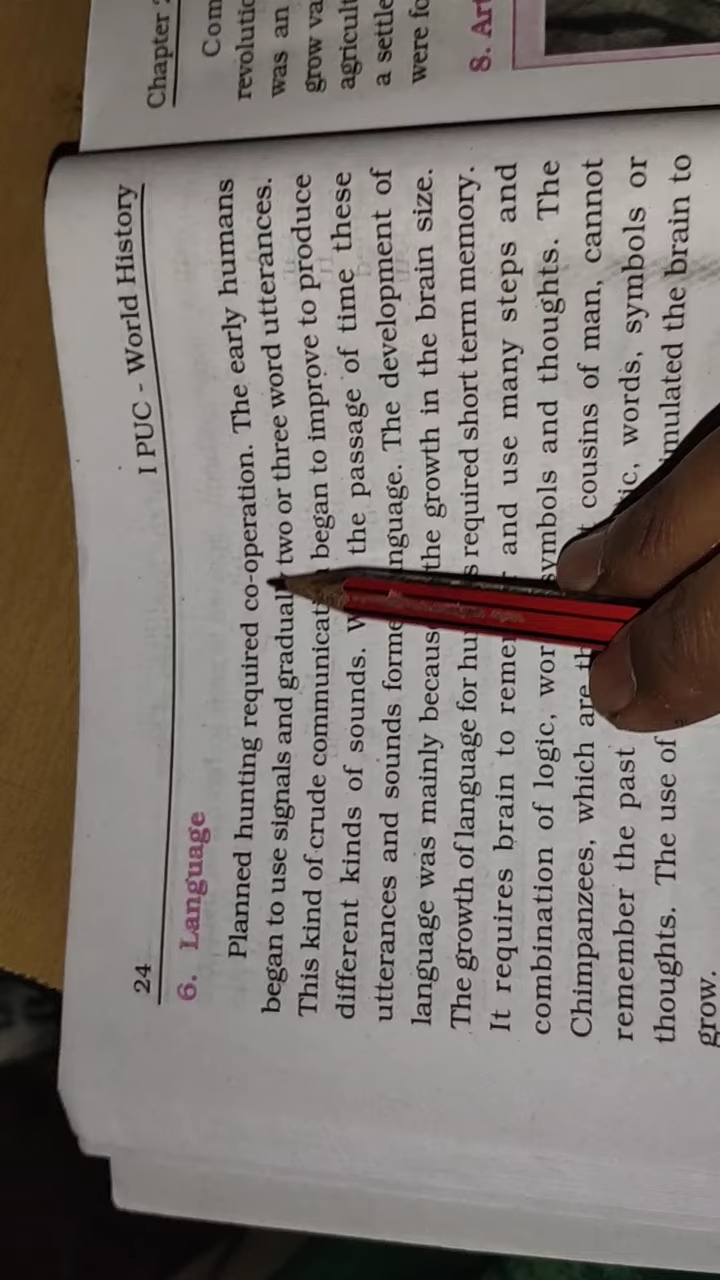 24
I PUC - World History
6. Language
Planned hunting required co-operation. The early humans
began to use signals and gradual two or three word utterances.
This kind of crude communicati began to improve to produce
different kinds of sounds. W the passage of time these
utterances and sounds forme nguage. The development of
language was mainly becaus the growth in the brain size.
The growth of language for hu s required short term memory.
It requires brain to reme and use many steps and
combination of logic, wor symbols and thoughts. The
Chimpanzees, which are th cousins of man, cannot
remember the past ic, words, symbols or
thoughts. The use of imulated the brain to
grow.
Chapter
Com
revolutio
was an
grow va
agricult
a settle
were fo
8. Art